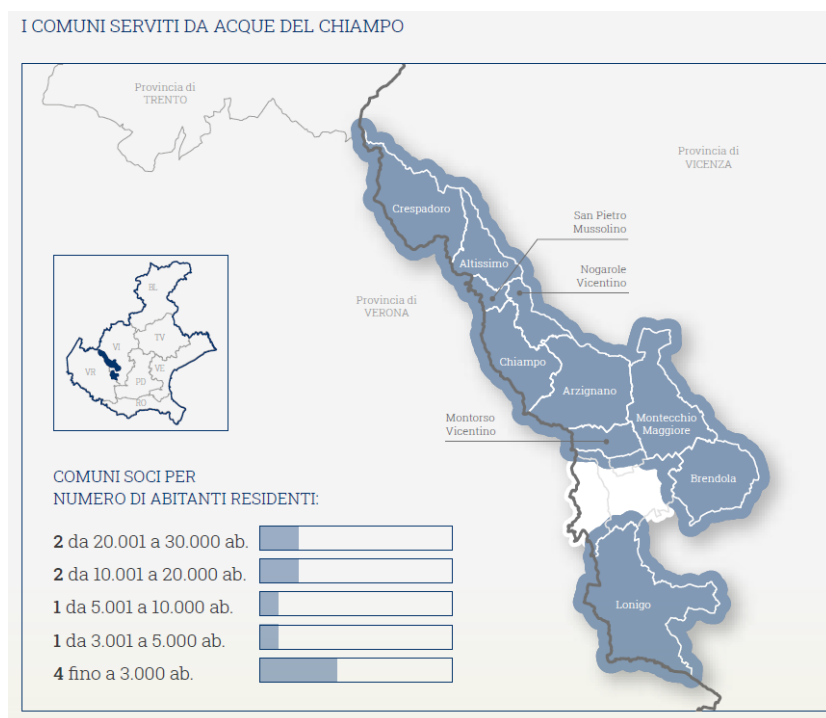 I COMUNI SERVITI DA ACQUE DEL CHIAMPO
Provincia di
TRENTO
Provincia di
VICENZA
Crespadoro
San Pietro
Mussolino
Altissimo
Nogarole
Vicentino
Provincia di
VERONA
BL
TV
VI
VR
VE
PD
RO
Chiampo
Arzignano
Montecchio
Maggiore
Montorso
Vicentino
Brendola
Lonigo
COMUNI SOCI PER
NUMERO DI ABITANTI RESIDENTI:
2 da 20.001 a 30.000 ab.
2 da 10.001 a 20.000 ab.
1 da 5.001 a 10.000 ab.
1 da 3.001 a 5.000 ab.
4 fino a 3.000 ab.